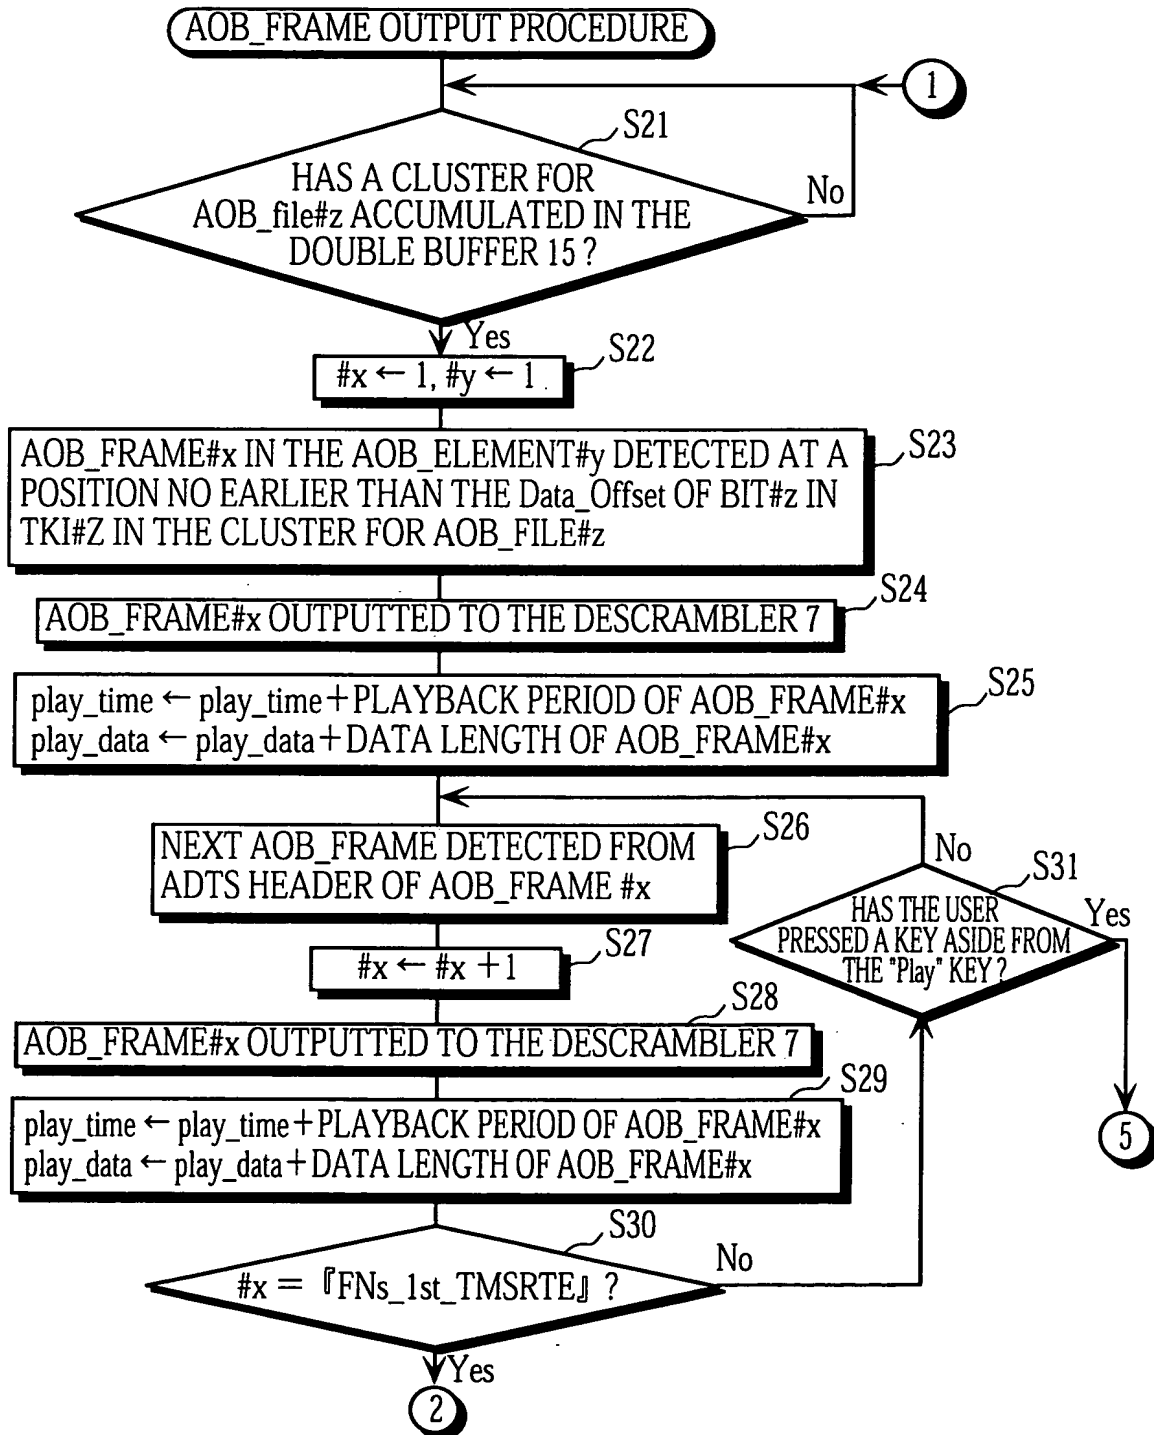 AOB_FRAME OUTPUT PROCEDURE
1
S21
HAS A CLUSTER FOR
AOB_file#z ACCUMULATED IN THE
DOUBLE BUFFER 15 ?
No
Yes
S22
#x ← 1, #y ← 1
S23
AOB_FRAME#x IN THE AOB_ELEMENT#y DETECTED AT A
POSITION NO EARLIER THAN THE Data_Offset OF BIT#z IN
TKI#Z IN THE CLUSTER FOR AOB_FILE#z
S24
AOB_FRAME#x OUTPUTTED TO THE DESCRAMBLER 7
S25
play_time ← play_time+PLAYBACK PERIOD OF AOB_FRAME#x
play_data ← play_data+DATA LENGTH OF AOB_FRAME#x
S26
NEXT AOB_FRAME DETECTED FROM
ADTS HEADER OF AOB_FRAME #x
No
S31
HAS THE USER
PRESSED A KEY ASIDE FROM
THE "Play" KEY ?
Yes
S27
#x ← #x +1
S28
AOB_FRAME#x OUTPUTTED TO THE DESCRAMBLER 7
S29
play_time ← play_time+PLAYBACK PERIOD OF AOB_FRAME#x
play_data ← play_data+DATA LENGTH OF AOB_FRAME#x
5
S30
#x = 『FNs_1st_TMSRTE』 ?
No
Yes
2